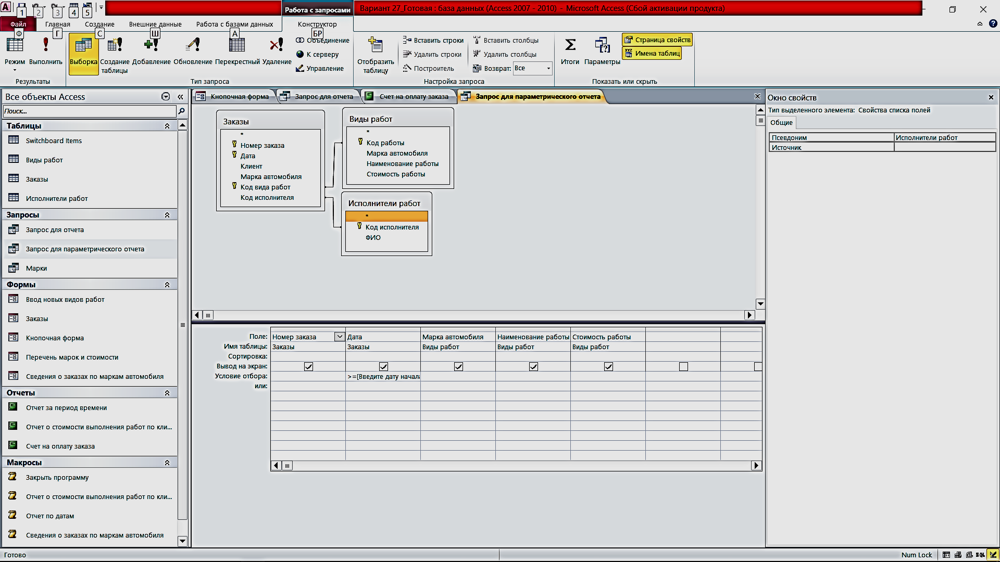 1 2 3 4 5
Работа с запросами
Вариант 27_Готовая : база данных (Access 2007 - 2010) - Microsoft Access (Сбой активации продукта)
Файл Главная Создание Внешние данные Работа с базами данных Конструктор
Ф Г С Ш А БР
Режим
Выполнить
Результаты
Выборка
Создание таблицы
Добавление
Обновление
Перекрестный
Удаление
Объединение
К серверу
Управление
Тип запроса
Отобразить таблицу
Вставить строки
Удалить строки
Построитель
Вставить столбцы
Удалить столбцы
Возврат: Все
Настройка запроса
Итоги
Параметры
Страница свойств
Имена таблиц
Показать или скрыть
Все объекты Access
Поиск...
Таблицы
Switchboard Items
Виды работ
Заказы
Исполнители работ
Запросы
Запрос для отчета
Запрос для параметрического отчета
Марки
Формы
Ввод новых видов работ
Заказы
Кнопочная форма
Перечень марок и стоимости
Сведения о заказах по маркам автомобиля
Отчеты
Отчет за период времени
Отчет о стоимости выполнения работ по кли...
Счет на оплату заказа
Макросы
Закрыть программу
Отчет о стоимости выполнения работ по кли...
Отчет по датам
Сведения о заказах по маркам автомобиля
Кнопочная форма Запрос для отчета Счет на оплату заказа Запрос для параметрического отчета
Заказы
*
Номер заказа
Дата
Клиент
Марка автомобиля
Код вида работ
Код исполнителя
Виды работ
*
Код работы
Марка автомобиля
Наименование работы
Стоимость работы
Исполнители работ
*
Код исполнителя
ФИО
Поле: Номер заказа Дата Марка автомобиля Наименование работы Стоимость работы
Имя таблицы: Заказы Заказы Виды работ Виды работ Виды работ
Сортировка:
Вывод на экран:
Условие отбора: >=[Введите дату начала
или:
Окно свойств
Тип выделенного элемента: Свойства списка полей
Общие
Псевдоним Исполнители работ
Источник
Готово
Num Lock
SQL